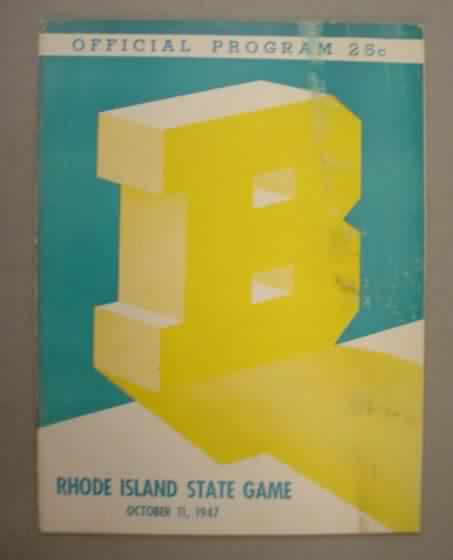 OFFICIAL PROGRAM 25c
B
RHODE ISLAND STATE GAME
OCTOBER 11, 1947